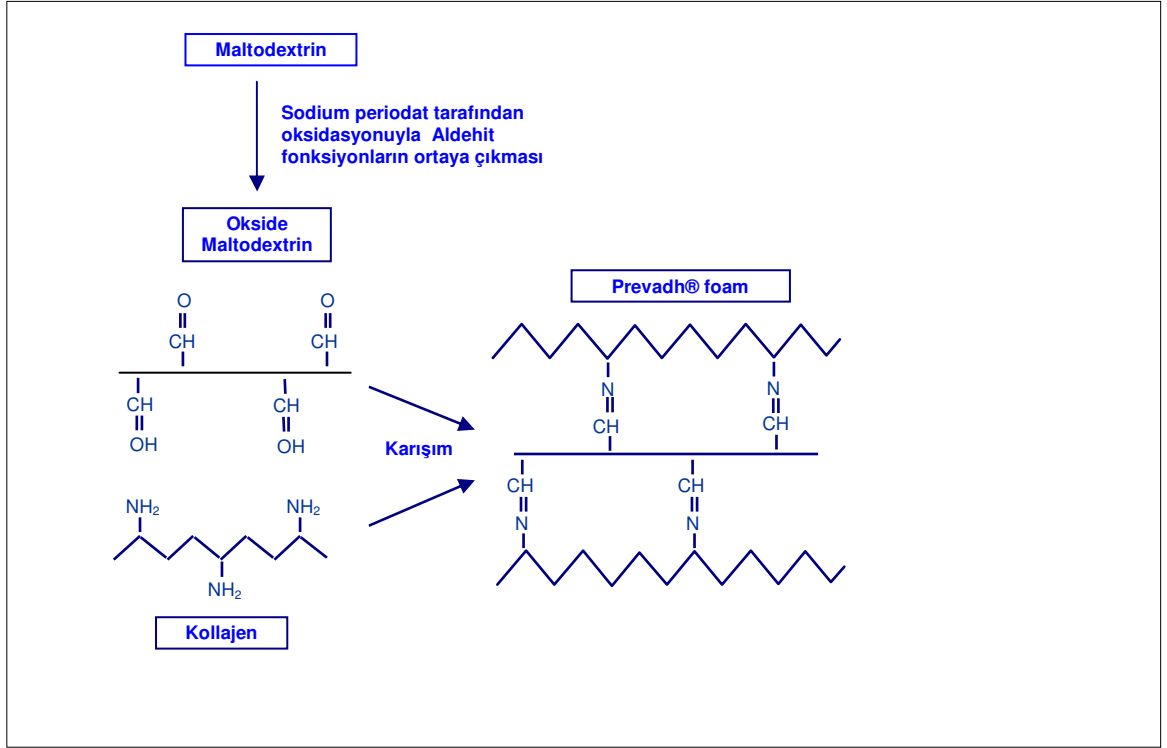 Maltodextrin
Sodium periodat tarafından
oksidasyonuyla Aldehit
fonksiyonların ortaya çıkması
Okside
Maltodextrin
Prevadh® foam
O O
CH CH
CH CH
OH OH
Karışım
N N
CH CH
CH CH
N N
NH₂ NH₂
NH₂
Kollajen